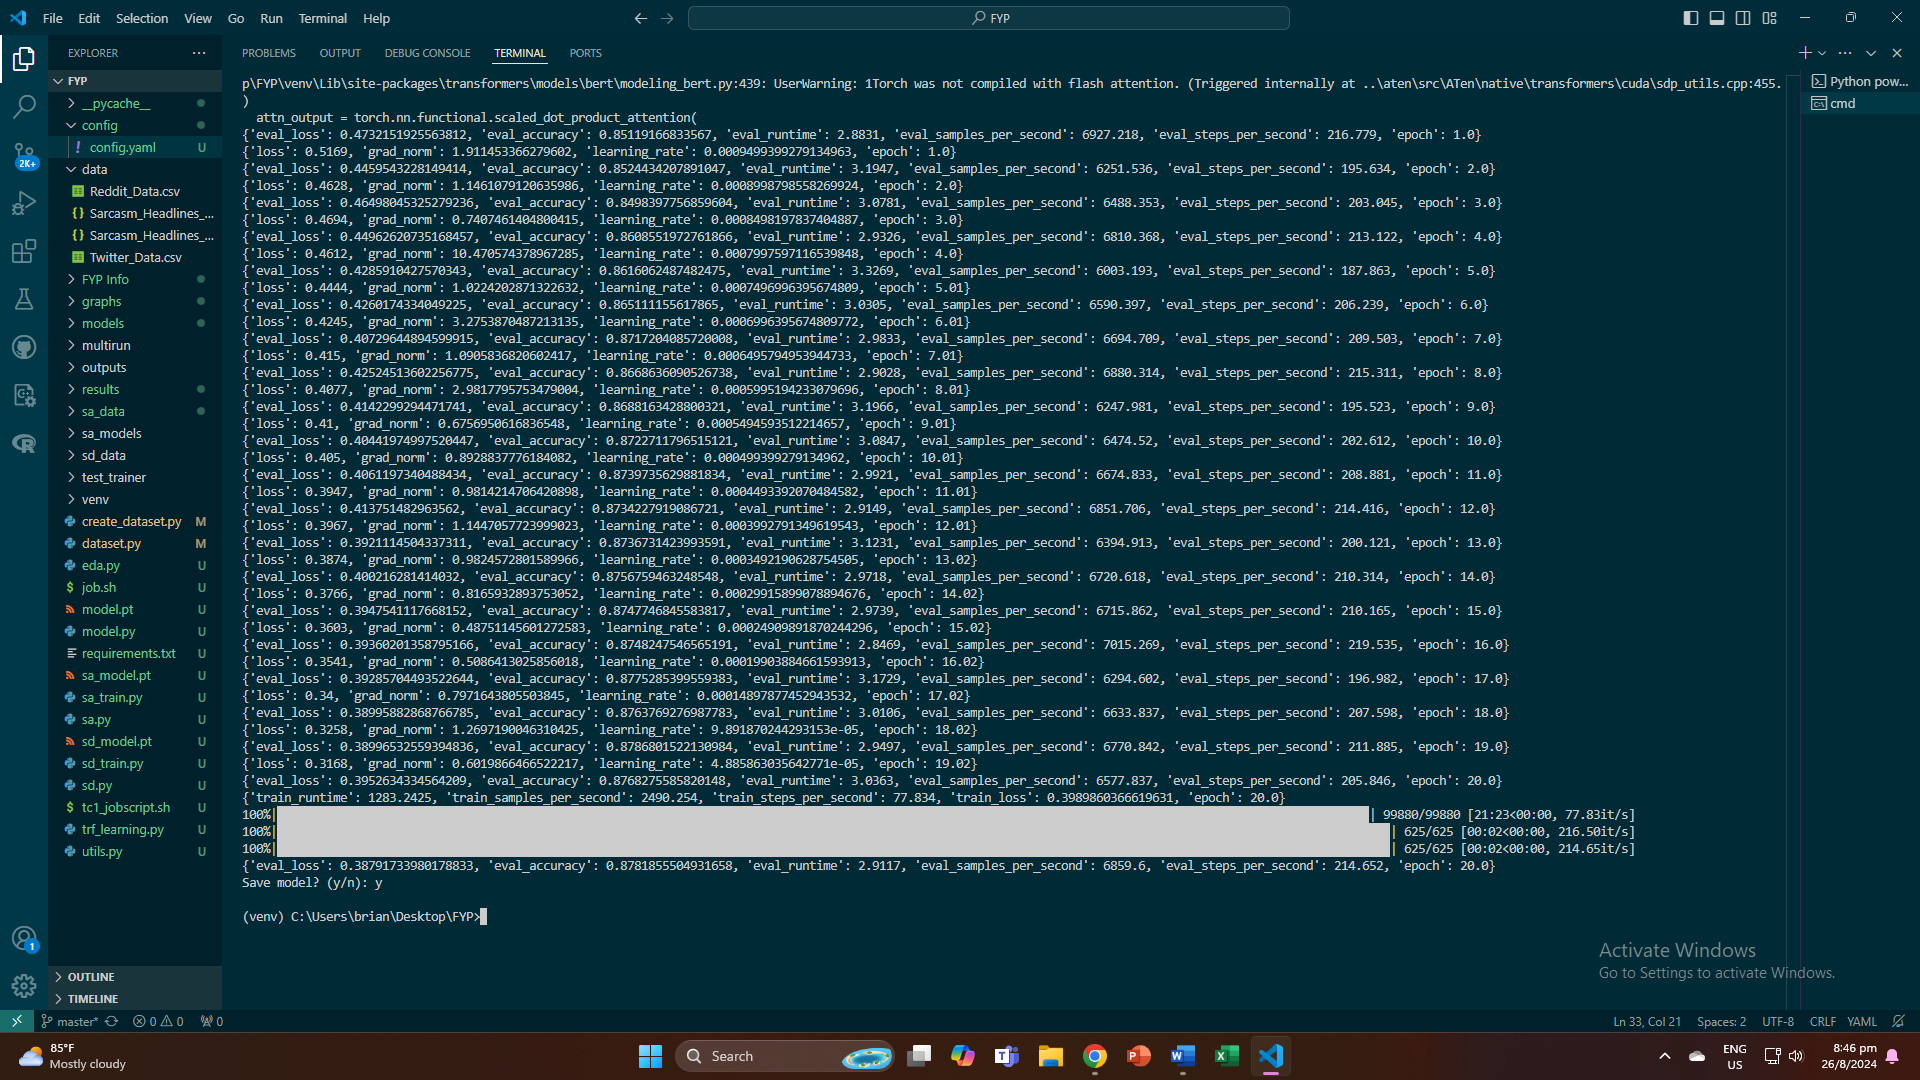 File Edit Selection View Go Run Terminal Help
FYP
EXPLORER
PROBLEMS OUTPUT DEBUG CONSOLE TERMINAL PORTS
FYP
__pycache__
config
config.yaml U
data
Reddit_Data.csv
Sarcasm_Headlines_...
Sarcasm_Headlines_...
Twitter_Data.csv
FYP Info
graphs
models
multirun
outputs
results
sa_data
sa_models
sd_data
test_trainer
venv
create_dataset.py M
dataset.py M
eda.py U
job.sh U
model.pt U
model.py U
requirements.txt U
sa_model.pt U
sa_train.py U
sa.py U
sd_model.pt U
sd_train.py U
sd.py U
tc1_jobscript.sh U
trf_learning.py U
utils.py U
OUTLINE
TIMELINE
2K+
1
p\FYP\venv\Lib\site-packages\transformers\models\bert\modeling_bert.py:439: UserWarning: 1Torch was not compiled with flash attention. (Triggered internally at ..\aten\src\ATen\native\transformers\cuda\sdp_utils.cpp:455.
)
attn_output = torch.nn.functional.scaled_dot_product_attention(
{'eval_loss': 0.4732151925563812, 'eval_accuracy': 0.85119166833567, 'eval_runtime': 2.8831, 'eval_samples_per_second': 6927.218, 'eval_steps_per_second': 216.779, 'epoch': 1.0}
{'loss': 0.5169, 'grad_norm': 1.911453366279602, 'learning_rate': 0.0009499399279134963, 'epoch': 1.0}
{'eval_loss': 0.4459543228149414, 'eval_accuracy': 0.8524434207891047, 'eval_runtime': 3.1947, 'eval_samples_per_second': 6251.536, 'eval_steps_per_second': 195.634, 'epoch': 2.0}
{'loss': 0.4628, 'grad_norm': 1.1461079120635986, 'learning_rate': 0.0008998798558269924, 'epoch': 2.0}
{'eval_loss': 0.46498045325279236, 'eval_accuracy': 0.8498397756859604, 'eval_runtime': 3.0781, 'eval_samples_per_second': 6488.353, 'eval_steps_per_second': 203.045, 'epoch': 3.0}
{'loss': 0.4694, 'grad_norm': 0.7407461404800415, 'learning_rate': 0.0008498197837404887, 'epoch': 3.0}
{'eval_loss': 0.44962620735168457, 'eval_accuracy': 0.8608551972761866, 'eval_runtime': 2.9326, 'eval_samples_per_second': 6810.368, 'eval_steps_per_second': 213.122, 'epoch': 4.0}
{'loss': 0.4612, 'grad_norm': 10.470574378967285, 'learning_rate': 0.0007997597116539848, 'epoch': 4.0}
{'eval_loss': 0.4285910427570343, 'eval_accuracy': 0.8616062487482475, 'eval_runtime': 3.3269, 'eval_samples_per_second': 6003.193, 'eval_steps_per_second': 187.863, 'epoch': 5.0}
{'loss': 0.4444, 'grad_norm': 1.0224202871322632, 'learning_rate': 0.0007496996395674809, 'epoch': 5.01}
{'eval_loss': 0.4260174334049225, 'eval_accuracy': 0.865111155617865, 'eval_runtime': 3.0305, 'eval_samples_per_second': 6590.397, 'eval_steps_per_second': 206.239, 'epoch': 6.0}
{'loss': 0.4245, 'grad_norm': 3.2753870487213135, 'learning_rate': 0.0006996395674809772, 'epoch': 6.01}
{'eval_loss': 0.40729644894599915, 'eval_accuracy': 0.8717204085720008, 'eval_runtime': 2.9833, 'eval_samples_per_second': 6694.709, 'eval_steps_per_second': 209.503, 'epoch': 7.0}
{'loss': 0.415, 'grad_norm': 1.0905836820602417, 'learning_rate': 0.0006495794953944733, 'epoch': 7.01}
{'eval_loss': 0.42524513602256775, 'eval_accuracy': 0.8668636090526738, 'eval_runtime': 2.9028, 'eval_samples_per_second': 6880.314, 'eval_steps_per_second': 215.311, 'epoch': 8.0}
{'loss': 0.4077, 'grad_norm': 2.9817795753479004, 'learning_rate': 0.0005995194233079696, 'epoch': 8.01}
{'eval_loss': 0.4142299294471741, 'eval_accuracy': 0.8688163428800321, 'eval_runtime': 3.1966, 'eval_samples_per_second': 6247.981, 'eval_steps_per_second': 195.523, 'epoch': 9.0}
{'loss': 0.41, 'grad_norm': 0.6756950616836548, 'learning_rate': 0.0005494593512214657, 'epoch': 9.01}
{'eval_loss': 0.40441974997520447, 'eval_accuracy': 0.8722711796515121, 'eval_runtime': 3.0847, 'eval_samples_per_second': 6474.52, 'eval_steps_per_second': 202.612, 'epoch': 10.0}
{'loss': 0.405, 'grad_norm': 0.8928837776184082, 'learning_rate': 0.000499399279134962, 'epoch': 10.01}
{'eval_loss': 0.4061197340488434, 'eval_accuracy': 0.8739735629881834, 'eval_runtime': 2.9921, 'eval_samples_per_second': 6674.833, 'eval_steps_per_second': 208.881, 'epoch': 11.0}
{'loss': 0.3947, 'grad_norm': 0.9814214706420898, 'learning_rate': 0.0004493392070484582, 'epoch': 11.01}
{'eval_loss': 0.413751482963562, 'eval_accuracy': 0.8734227919086721, 'eval_runtime': 2.9149, 'eval_samples_per_second': 6851.706, 'eval_steps_per_second': 214.416, 'epoch': 12.0}
{'loss': 0.3967, 'grad_norm': 1.1447057723999023, 'learning_rate': 0.0003992791349619543, 'epoch': 12.01}
{'eval_loss': 0.3921114504337311, 'eval_accuracy': 0.8736731423993591, 'eval_runtime': 3.1231, 'eval_samples_per_second': 6394.913, 'eval_steps_per_second': 200.121, 'epoch': 13.0}
{'loss': 0.3874, 'grad_norm': 0.9824572801589966, 'learning_rate': 0.0003492190628754505, 'epoch': 13.02}
{'eval_loss': 0.400216281414032, 'eval_accuracy': 0.8756759463248548, 'eval_runtime': 2.9718, 'eval_samples_per_second': 6720.618, 'eval_steps_per_second': 210.314, 'epoch': 14.0}
{'loss': 0.3766, 'grad_norm': 0.8165932893753052, 'learning_rate': 0.00029915899078894676, 'epoch': 14.02}
{'eval_loss': 0.3947541117668152, 'eval_accuracy': 0.8747746845583817, 'eval_runtime': 2.9739, 'eval_samples_per_second': 6715.862, 'eval_steps_per_second': 210.165, 'epoch': 15.0}
{'loss': 0.3603, 'grad_norm': 0.48751145601272583, 'learning_rate': 0.00024909891870244296, 'epoch': 15.02}
{'eval_loss': 0.39360201358795166, 'eval_accuracy': 0.8748247546565191, 'eval_runtime': 2.8469, 'eval_samples_per_second': 7015.269, 'eval_steps_per_second': 219.535, 'epoch': 16.0}
{'loss': 0.3541, 'grad_norm': 0.5086413025856018, 'learning_rate': 0.00019903884661593913, 'epoch': 16.02}
{'eval_loss': 0.39285704493522644, 'eval_accuracy': 0.8775285399559383, 'eval_runtime': 3.1729, 'eval_samples_per_second': 6294.602, 'eval_steps_per_second': 196.982, 'epoch': 17.0}
{'loss': 0.34, 'grad_norm': 0.7971643805503845, 'learning_rate': 0.00014897877452943532, 'epoch': 17.02}
{'eval_loss': 0.38995882868766785, 'eval_accuracy': 0.8763769276987783, 'eval_runtime': 3.0106, 'eval_samples_per_second': 6633.837, 'eval_steps_per_second': 207.598, 'epoch': 18.0}
{'loss': 0.3258, 'grad_norm': 1.2697190046310425, 'learning_rate': 9.891870244293153e-05, 'epoch': 18.02}
{'eval_loss': 0.38996532559394836, 'eval_accuracy': 0.8786801522130984, 'eval_runtime': 2.9497, 'eval_samples_per_second': 6770.842, 'eval_steps_per_second': 211.885, 'epoch': 19.0}
{'loss': 0.3168, 'grad_norm': 0.6019866466522217, 'learning_rate': 4.885863035642771e-05, 'epoch': 19.02}
{'eval_loss': 0.3952634334564209, 'eval_accuracy': 0.8768275585820148, 'eval_runtime': 3.0363, 'eval_samples_per_second': 6577.837, 'eval_steps_per_second': 205.846, 'epoch': 20.0}
{'train_runtime': 1283.2425, 'train_samples_per_second': 2490.254, 'train_steps_per_second': 77.834, 'train_loss': 0.3989860366619631, 'epoch': 20.0}
100%| | 99880/99880 [21:23<00:00, 77.83it/s]
100%| | 625/625 [00:02<00:00, 216.50it/s]
100%| | 625/625 [00:02<00:00, 214.65it/s]
{'eval_loss': 0.38791733980178833, 'eval_accuracy': 0.8781855504931658, 'eval_runtime': 2.9117, 'eval_samples_per_second': 6859.6, 'eval_steps_per_second': 214.652, 'epoch': 20.0}
Save model? (y/n): y
(venv) C:\Users\brian\Desktop\FYP>
Python pow...
cmd
Activate Windows
Go to Settings to activate Windows.
master* 0 0 0
Ln 33, Col 21 Spaces: 2 UTF-8 CRLF YAML
85°F
Mostly cloudy
Search
ENG
US
8:46 pm
26/8/2024